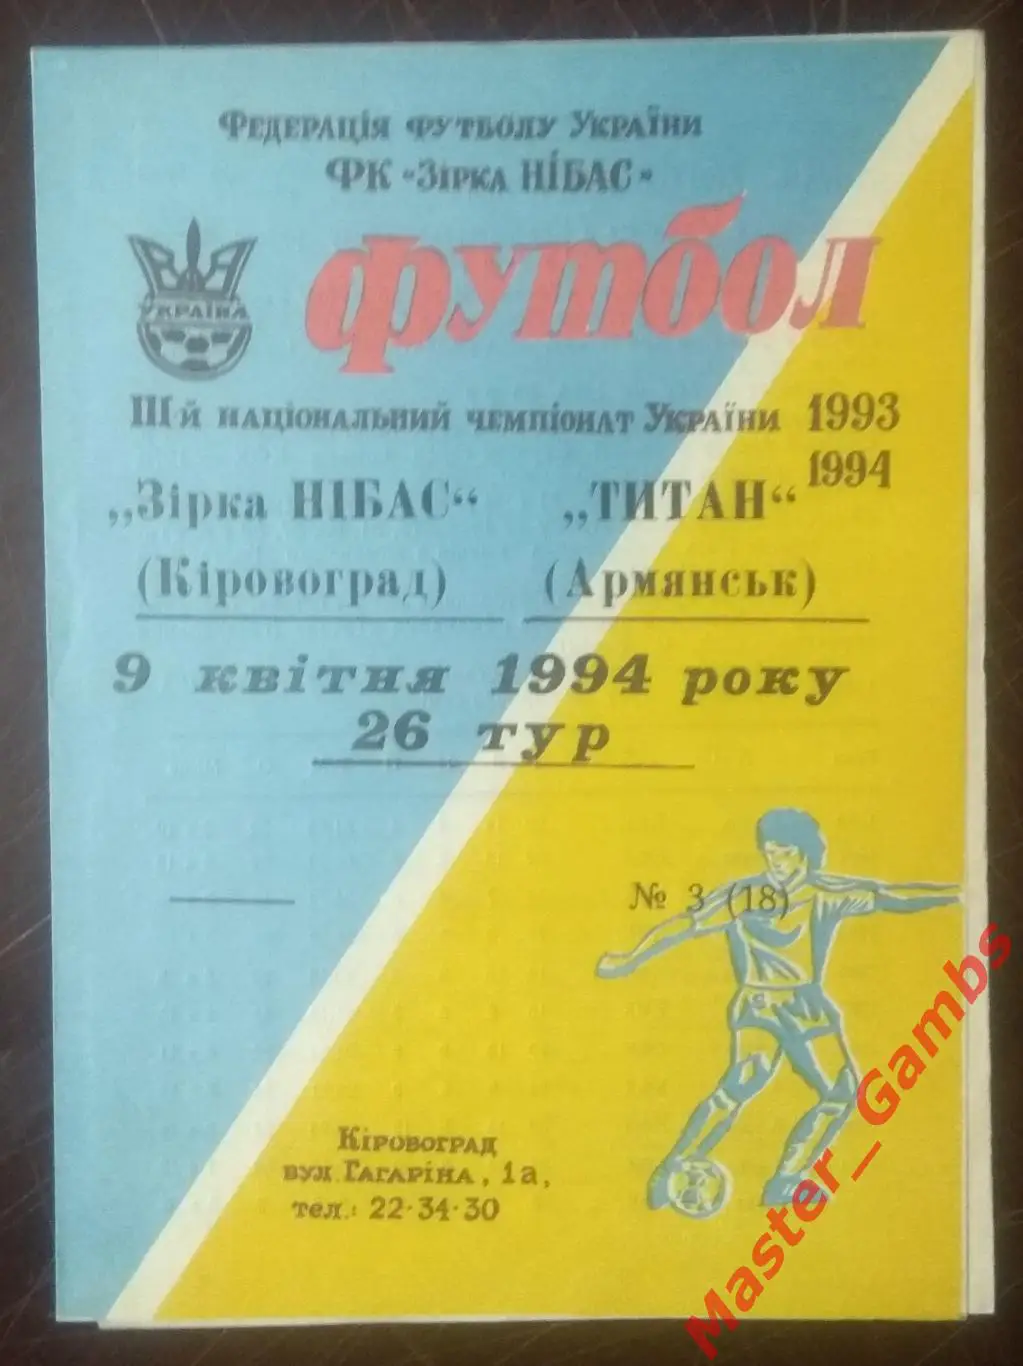 Федерація футболу України
ФК «Зірка НІБАС»
футбол
УКРАЇНА
ІІІ-й національний чемпіонат України 1993
1994
„Зірка НІБАС“ „ТИТАН“
(Кіровоград) (Армянськ)
9 квітня 1994 року
26 тур
№ 3 (18)
Кіровоград
вул. Гагаріна, 1а,
тел.: 22-34-30
Master_Gambs